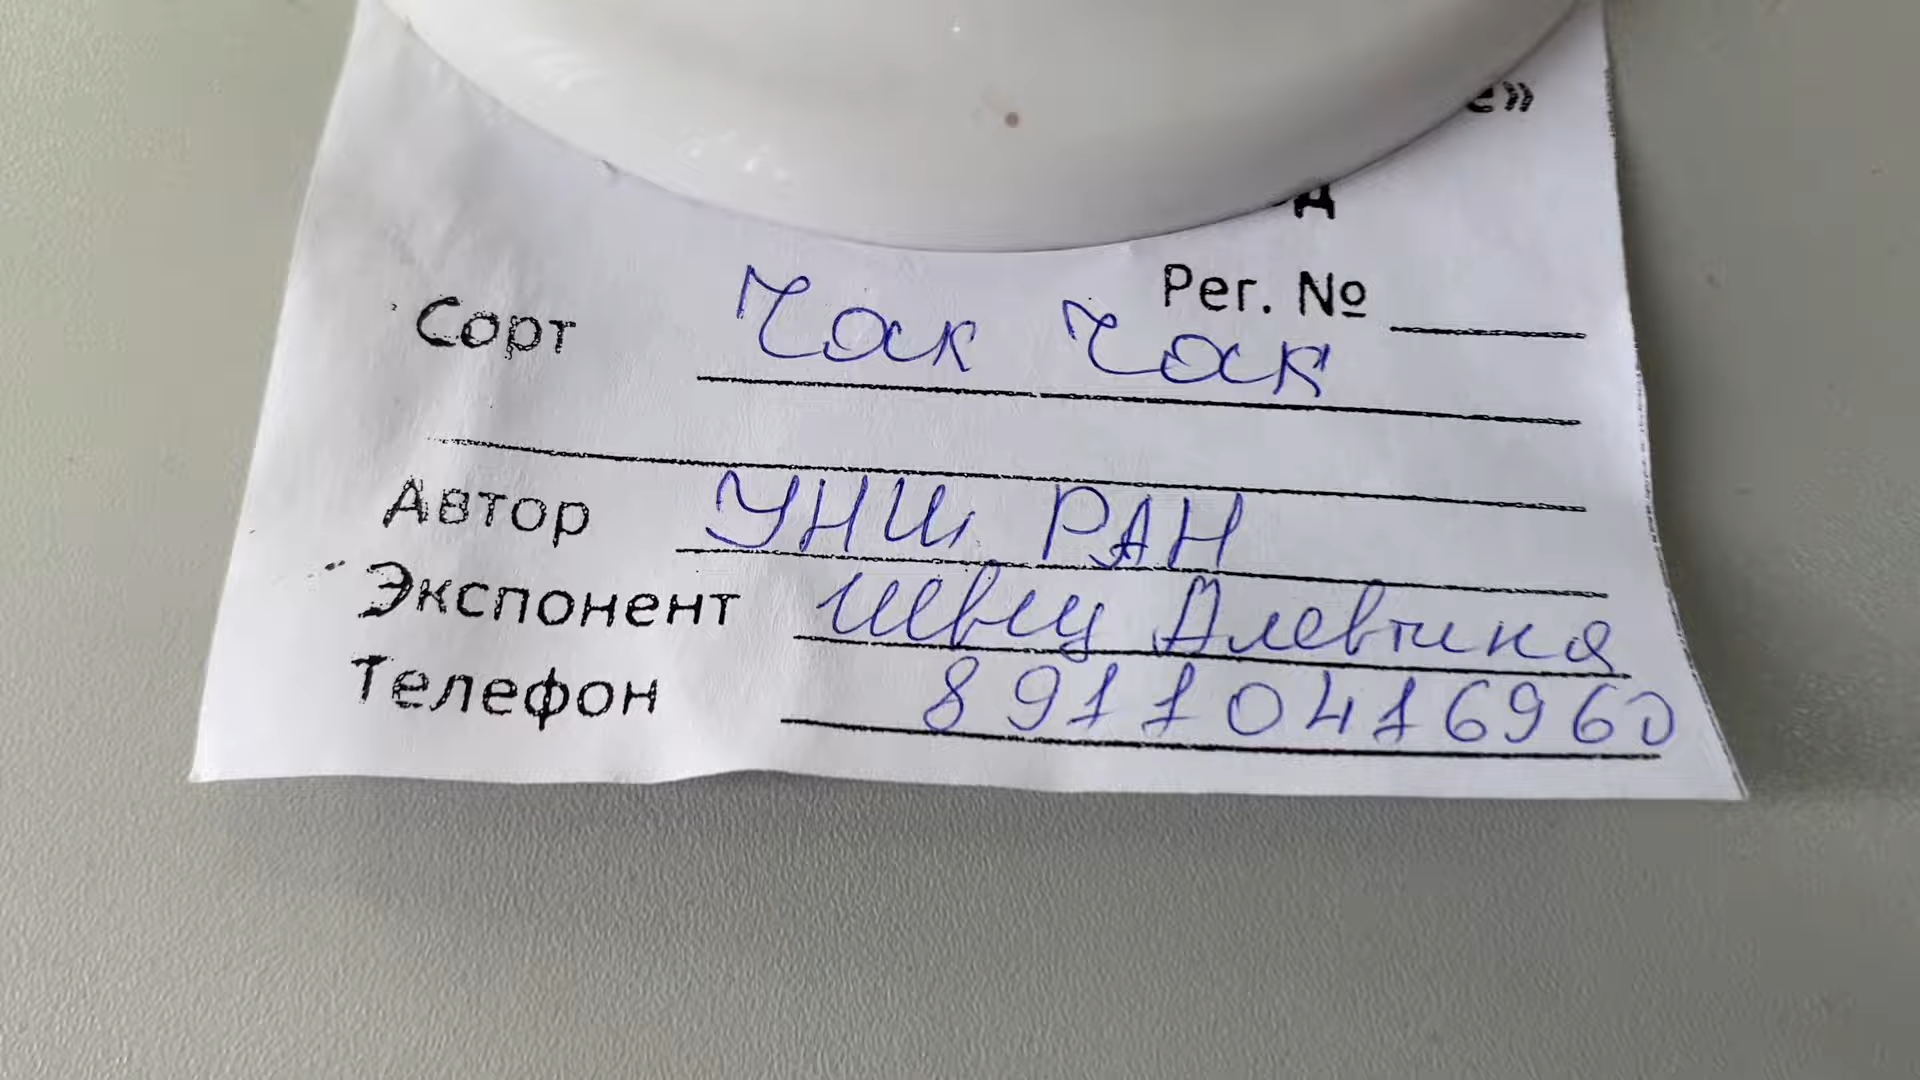 е»
д
Рег. №
Сорт Чак Чак
Автор УНЦ РАН
Экспонент Швец Алевтина
Телефон 89110416960